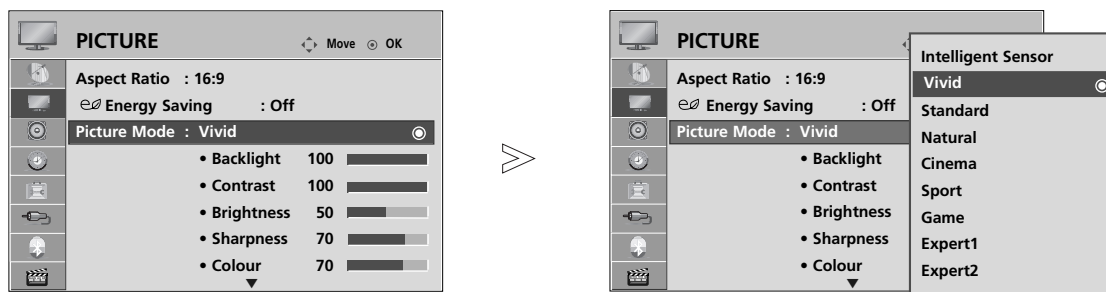 PICTURE
Move OK
Aspect Ratio : 16:9
Energy Saving : Off
Picture Mode : Vivid
• Backlight 100
• Contrast 100
• Brightness 50
• Sharpness 70
• Colour 70
PICTURE
Aspect Ratio : 16:9
Energy Saving : Off
Picture Mode : Vivid
• Backlight
• Contrast
• Brightness
• Sharpness
• Colour
Intelligent Sensor
Vivid
Standard
Natural
Cinema
Sport
Game
Expert1
Expert2